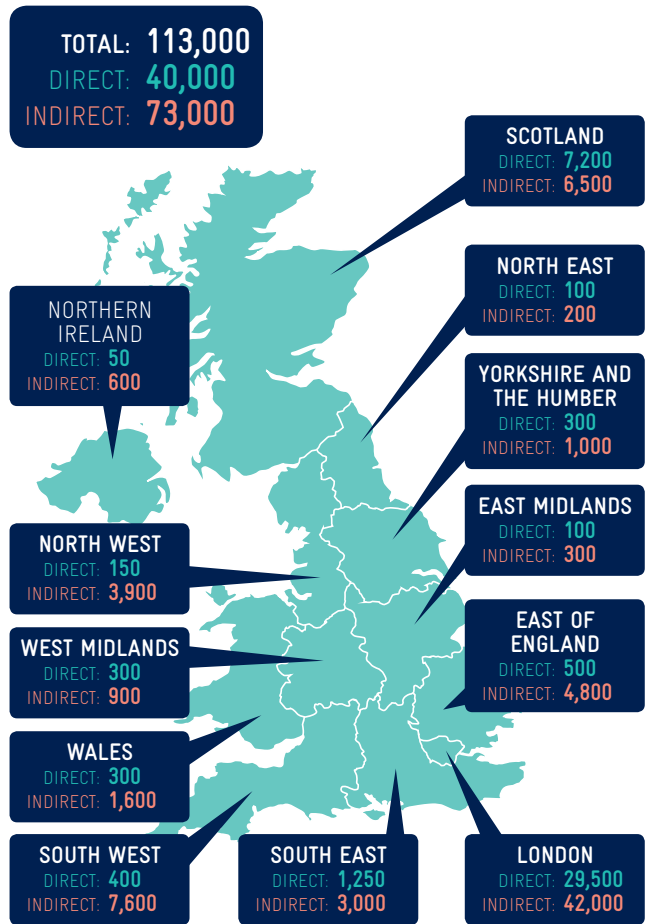 TOTAL: 113,000
DIRECT: 40,000
INDIRECT: 73,000
SCOTLAND
DIRECT: 7,200
INDIRECT: 6,500
NORTH EAST
DIRECT: 100
INDIRECT: 200
NORTHERN
IRELAND
DIRECT: 50
INDIRECT: 600
YORKSHIRE AND
THE HUMBER
DIRECT: 300
INDIRECT: 1,000
EAST MIDLANDS
DIRECT: 100
INDIRECT: 300
NORTH WEST
DIRECT: 150
INDIRECT: 3,900
EAST OF
ENGLAND
DIRECT: 500
INDIRECT: 4,800
WEST MIDLANDS
DIRECT: 300
INDIRECT: 900
WALES
DIRECT: 300
INDIRECT: 1,600
SOUTH WEST
DIRECT: 400
INDIRECT: 7,600
SOUTH EAST
DIRECT: 1,250
INDIRECT: 3,000
LONDON
DIRECT: 29,500
INDIRECT: 42,000